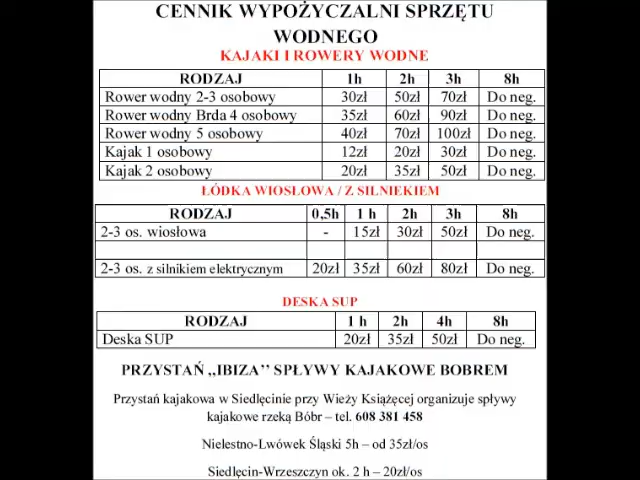 CENNIK WYPOŻYCZALNI SPRZĘTU
WODNEGO
KAJAKI I ROWERY WODNE
RODZAJ 1h 2h 3h 8h
Rower wodny 2-3 osobowy 30zł 50zł 70zł Do neg.
Rower wodny Brda 4 osobowy 35zł 60zł 90zł Do neg.
Rower wodny 5 osobowy 40zł 70zł 100zł Do neg.
Kajak 1 osobowy 12zł 20zł 30zł Do neg.
Kajak 2 osobowy 20zł 35zł 50zł Do neg.
ŁÓDKA WIOSŁOWA / Z SILNIEKIEM
RODZAJ 0,5h 1 h 2h 3h 8h
2-3 os. wiosłowa - 15zł 30zł 50zł Do neg.
2-3 os. z silnikiem elektrycznym 20zł 35zł 60zł 80zł Do neg.
DESKA SUP
RODZAJ 1 h 2h 4h 8h
Deska SUP 20zł 35zł 50zł Do neg.
PRZYSTAŃ ,,IBIZA’’ SPŁYWY KAJAKOWE BOBREM
Przystań kajakowa w Siedlęcinie przy Wieży Książęcej organizuje spływy
kajakowe rzeką Bóbr – tel. 608 381 458
Nielestno-Lwówek Śląski 5h – od 35zł/os
Siedlęcin-Wrzeszczyn ok. 2 h – 20zł/os